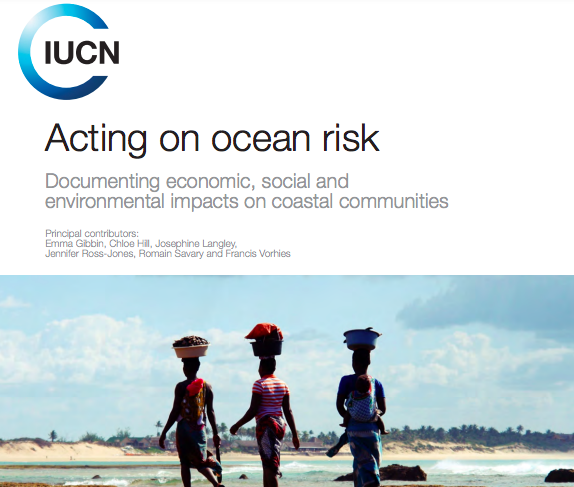 IUCN
Acting on ocean risk
Documenting economic, social and
environmental impacts on coastal communities
Principal contributors:
Emma Gibbin, Chloe Hill, Josephine Langley,
Jennifer Ross-Jones, Romain Savary and Francis Vorhies